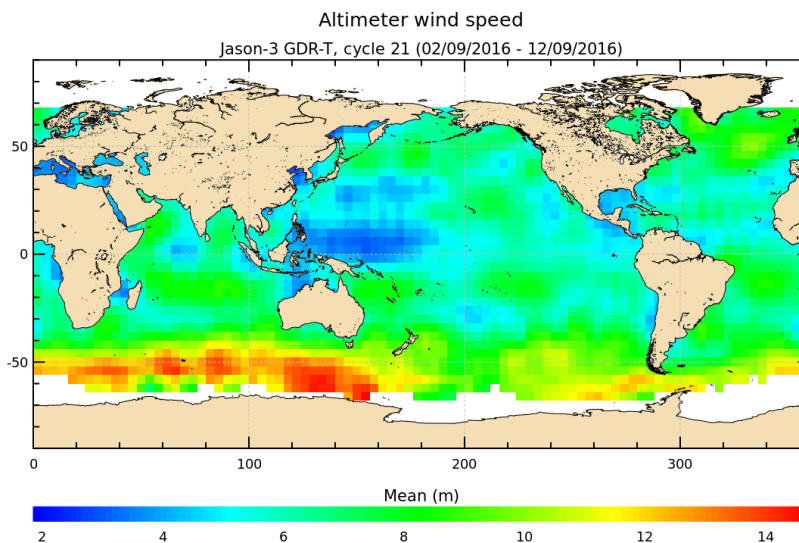 Altimeter wind speed
Jason-3 GDR-T, cycle 21 (02/09/2016 - 12/09/2016)
50
0
-50
0 100 200 300
Mean (m)
2 4 6 8 10 12 14